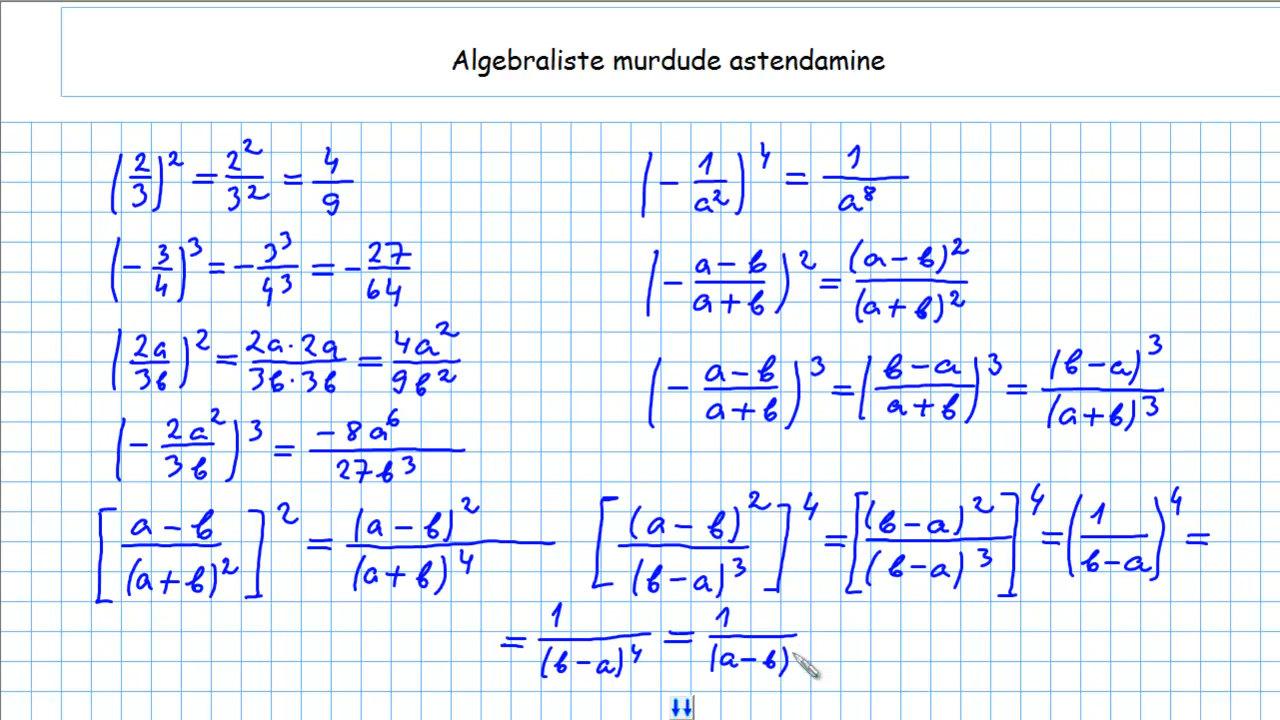 Algebraliste murdude astendamine
(2/3)² = 2²/3² = 4/9
(-3/4)³ = -3³/4³ = -27/64
(2a/3b)² = 2a·2a/3b·3b = 4a²/9b²
(-2a²/3b)³ = -8a⁶/27b³
[a-b/(a+b)²]² = (a-b)²/(a+b)⁴
(-1/a²)⁴ = 1/a⁸
(-a-b/a+b)² = (a-b)²/(a+b)²
(-a-b/a+b)³ = (b-a/a+b)³ = (b-a)³/(a+b)³
[(a-b)²/(b-a)³]⁴ = [(b-a)²/(b-a)³]⁴ = (1/b-a)⁴ =
= 1/(b-a)⁴ = 1/(a-b)